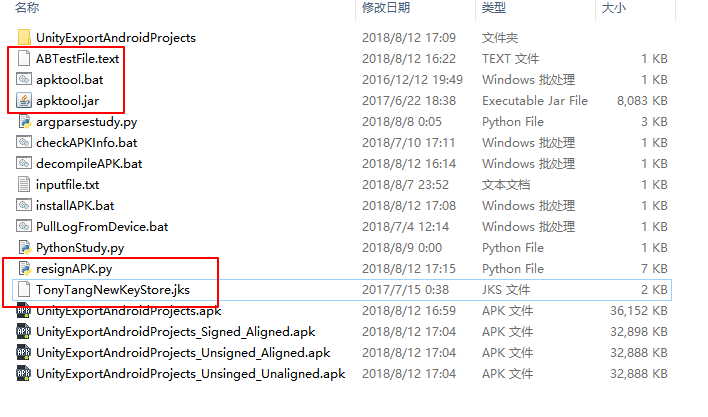 名称 修改日期 类型 大小
UnityExportAndroidProjects 2018/8/12 17:09 文件夹
ABTestFile.text 2018/8/12 16:22 TEXT 文件 1 KB
apktool.bat 2016/12/12 19:49 Windows 批处理 1 KB
apktool.jar 2017/6/22 18:38 Executable Jar File 8,083 KB
argparsestudy.py 2018/8/8 0:05 Python File 3 KB
checkAPKInfo.bat 2018/7/10 17:11 Windows 批处理 1 KB
decompileAPK.bat 2018/8/12 16:14 Windows 批处理 1 KB
inputfile.txt 2018/8/7 23:52 文本文档 1 KB
installAPK.bat 2018/8/12 17:08 Windows 批处理 1 KB
PullLogFromDevice.bat 2018/7/4 12:14 Windows 批处理 1 KB
PythonStudy.py 2018/8/9 0:00 Python File 1 KB
resignAPK.py 2018/8/12 17:15 Python File 7 KB
TonyTangNewKeyStore.jks 2017/7/15 0:38 JKS 文件 2 KB
UnityExportAndroidProjects.apk 2018/8/12 16:59 APK 文件 36,152 KB
UnityExportAndroidProjects_Signed_Aligned.apk 2018/8/12 17:04 APK 文件 32,898 KB
UnityExportAndroidProjects_Unsigned_Aligned.apk 2018/8/12 17:04 APK 文件 32,888 KB
UnityExportAndroidProjects_Unsinged_Unaligned.apk 2018/8/12 17:04 APK 文件 32,888 KB